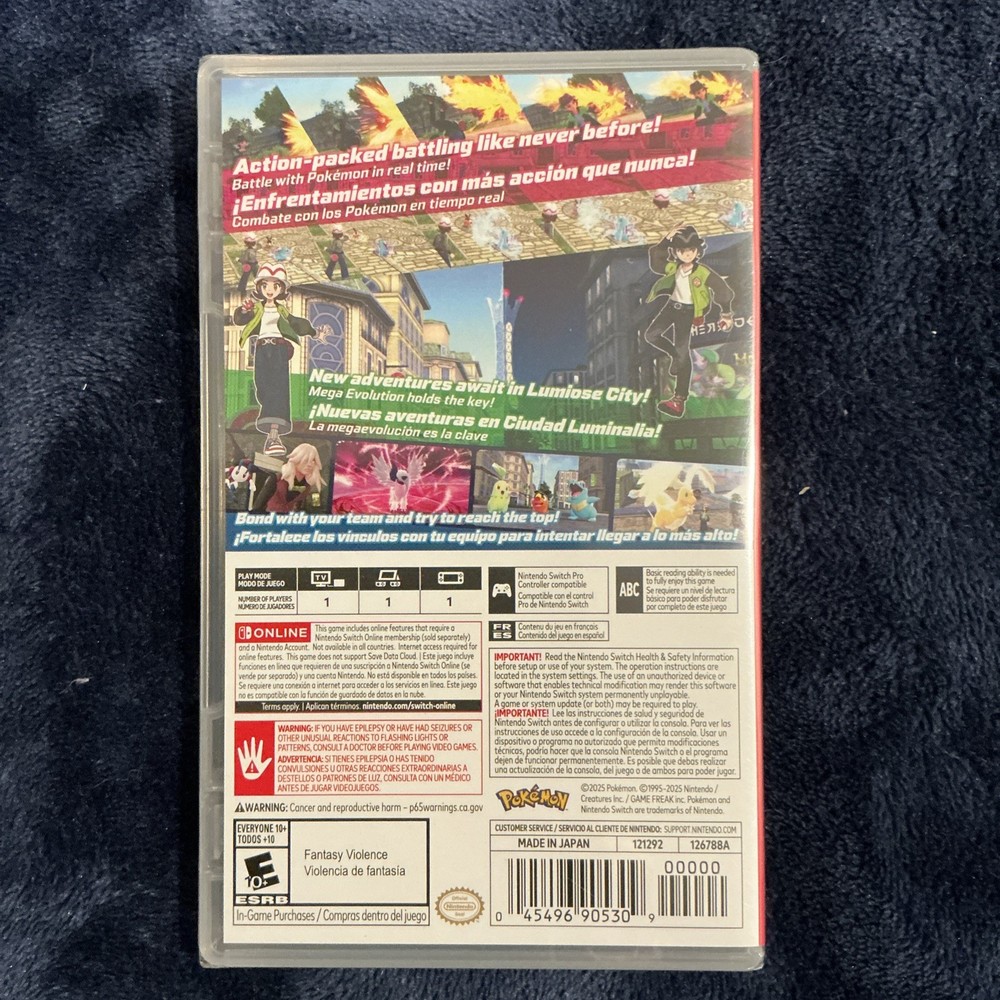 Action-packed battling like never before!
Battle with Pokémon in real time!
¡Enfrentamientos con más acción que nunca!
Combate con los Pokémon en tiempo real
New adventures await in Lumiose City!
Mega Evolution holds the key!
¡Nuevas aventuras en Ciudad Luminalia!
La megaevolución es la clave
Bond with your team and try to reach the top!
¡Fortalece los vínculos con tu equipo para intentar llegar a lo más alto!
PLAY MODE
MODO DE JUEGO
TV
NUMBER OF PLAYERS
NÚMERO DE JUGADORES
1 1 1
Nintendo Switch Pro
Controller compatible
Compatible con el control
Pro de Nintendo Switch
ABC
Basic reading ability is needed
to fully enjoy this game
Se requiere un nivel de lectura
básico para poder disfrutar
por completo de este juego
FR Contenu du jeu en français
ES Contenido del juego en español
ONLINE
This game includes online features that require a
Nintendo Switch Online membership (sold separately)
and a Nintendo Account. Not available in all countries. Internet access required for
online features. This game does not support Save Data Cloud. | Este juego incluye
funciones en línea que requieren de una suscripción a Nintendo Switch Online (se
vende por separado) y una cuenta Nintendo. No está disponible en todos los países.
Se requiere una conexión a internet para acceder a los servicios en línea. Este juego
no es compatible con la función de guardado de datos en la nube.
Terms apply. | Aplican términos. nintendo.com/switch-online
IMPORTANT! Read the Nintendo Switch Health & Safety Information
before setup or use of your system. The operation instructions are
located in the system settings. The use of an unauthorized device or
software that enables technical modification may render this system
or your Nintendo Switch system permanently unplayable.
A game or system update (or both) may be required to play.
¡IMPORTANTE! Lee las instrucciones de salud y seguridad de
Nintendo Switch antes de configurar o utilizar la consola. Para ver las
instrucciones de uso accede a la configuración de la consola. Usar un
dispositivo o programa no autorizado que permita modificaciones
técnicas, podría hacer que la consola Nintendo Switch o el programa
dejen de funcionar permanentemente. Es posible que debas realizar
una actualización de la consola, del juego o de ambas para poder jugar.
WARNING: IF YOU HAVE EPILEPSY OR HAVE HAD SEIZURES OR
OTHER UNUSUAL REACTIONS TO FLASHING LIGHTS OR
PATTERNS, CONSULT A DOCTOR BEFORE PLAYING VIDEO GAMES.
ADVERTENCIA: SI TIENES EPILEPSIA O HAS TENIDO
CONVULSIONES U OTRAS REACCIONES EXTRAORDINARIAS A
DESTELLOS O PATRONES DE LUZ, CONSULTA CON UN MÉDICO
ANTES DE JUGAR VIDEOJUEGOS.
WARNING: Cancer and reproductive harm – p65warnings.ca.gov
POKéMON
©2025 Pokémon. ©1995–2025 Nintendo /
Creatures Inc. / GAME FREAK inc. Pokémon and
Nintendo Switch are trademarks of Nintendo.
EVERYONE 10+
TODOS +10
E
10+
ESRB
Fantasy Violence
Violencia de fantasía
In-Game Purchases / Compras dentro del juego
Official
Nintendo
Seal
CUSTOMER SERVICE / SERVICIO AL CLIENTE DE NINTENDO: SUPPORT.NINTENDO.COM
MADE IN JAPAN 121292 126788A
00000
0 45496 90530 9